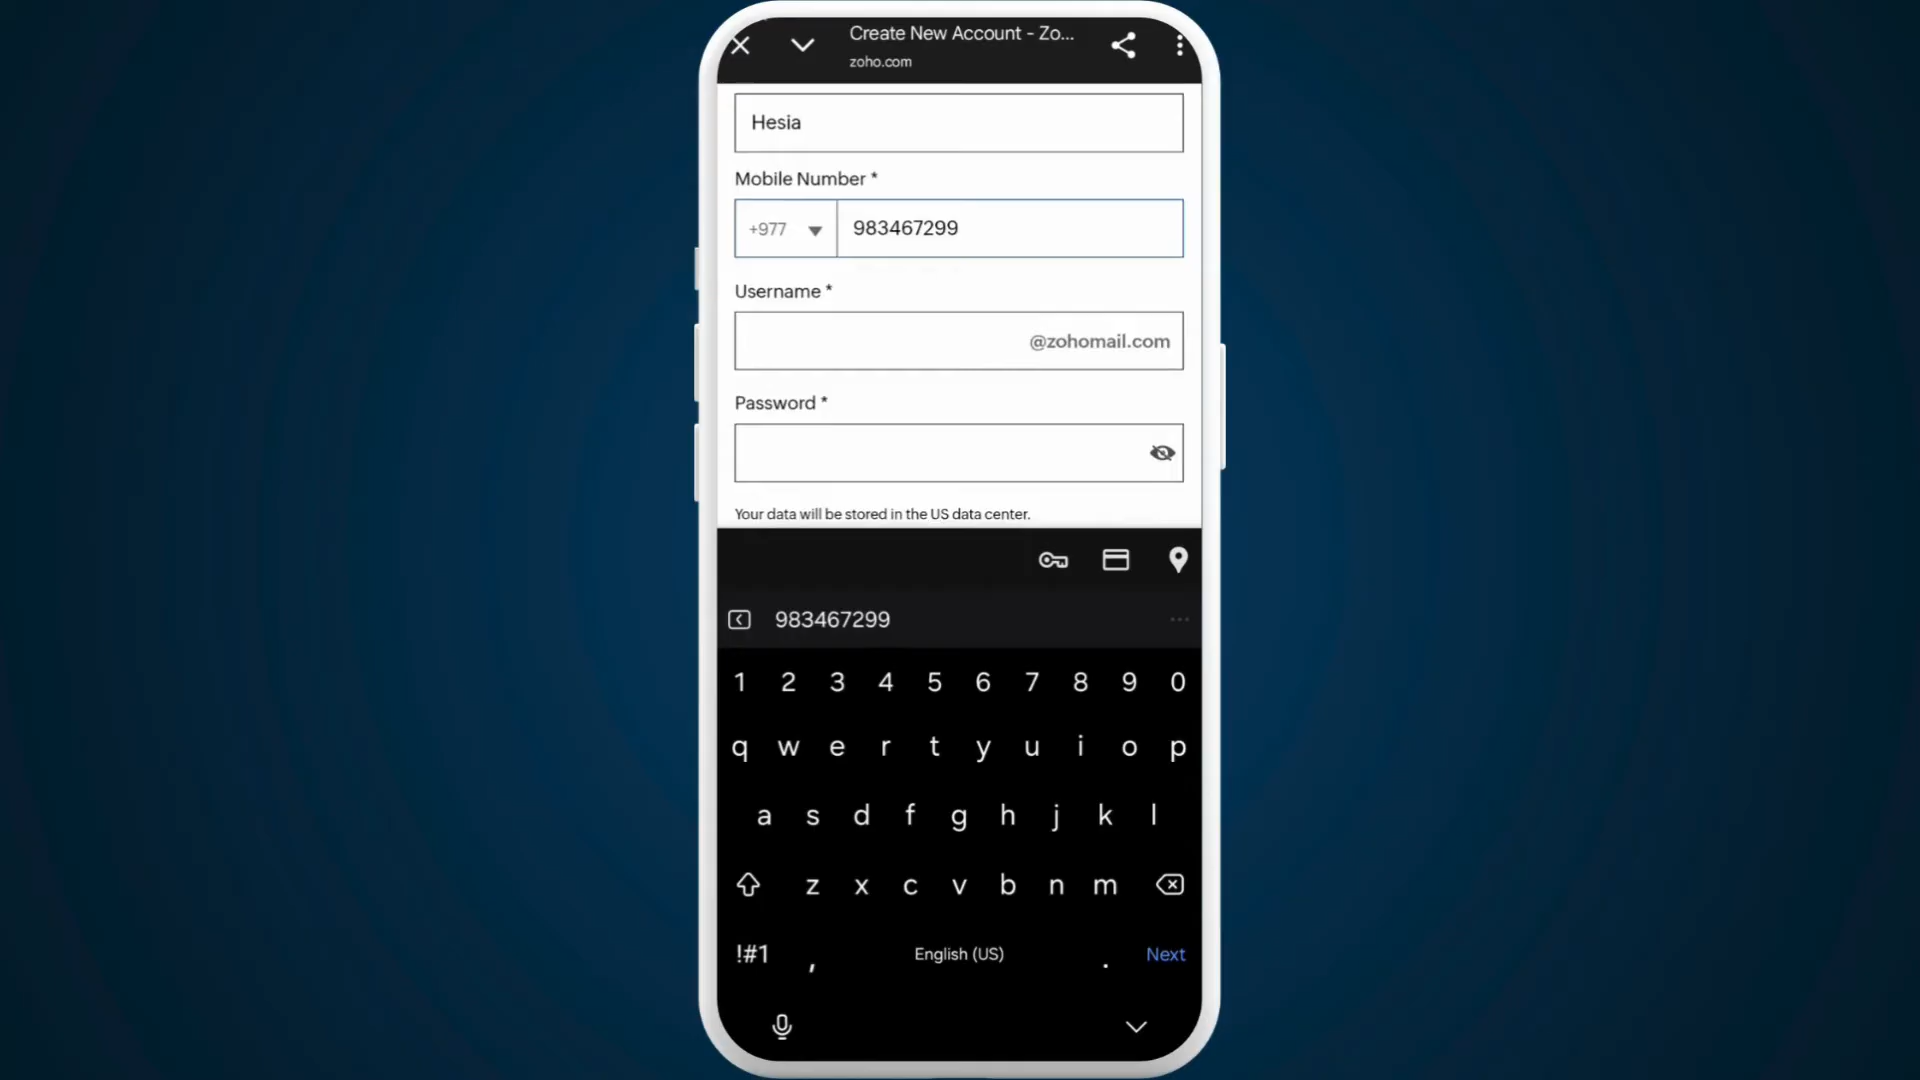 Create New Account - Zo...
zoho.com
Hesia
Mobile Number *
+977 983467299
Username *
@zohomail.com
Password *
Your data will be stored in the US data center.
983467299 ...
1 2 3 4 5 6 7 8 9 0
q w e r t y u i o p
a s d f g h j k l
z x c v b n m
!#1 , English (US) . Next